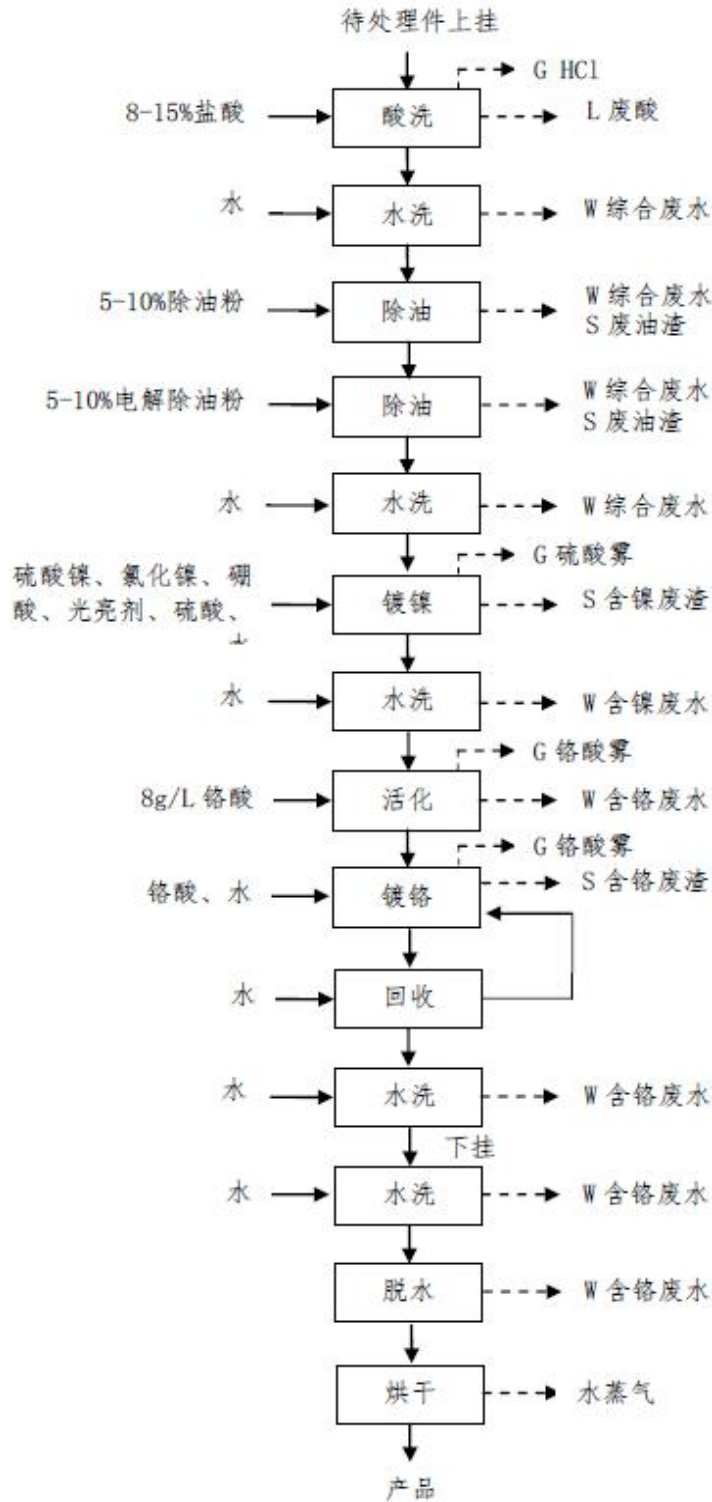 待处理件上挂
G HCl
8-15%盐酸
酸洗
L 废酸
水
水洗
W 综合废水
5-10%除油粉
除油
W 综合废水
S 废油渣
5-10%电解除油粉
除油
W 综合废水
S 废油渣
水
水洗
W 综合废水
G 硫酸雾
硫酸镍、氯化镍、硼
酸、光亮剂、硫酸、
镀镍
S 含镍废渣
水
水洗
W 含镍废水
G 铬酸雾
8g/L 铬酸
活化
W 含铬废水
G 铬酸雾
铬酸、水
镀铬
S 含铬废渣
水
回收
水
水洗
W 含铬废水
下挂
水
水洗
W 含铬废水
脱水
W 含铬废水
烘干
水蒸气
产品